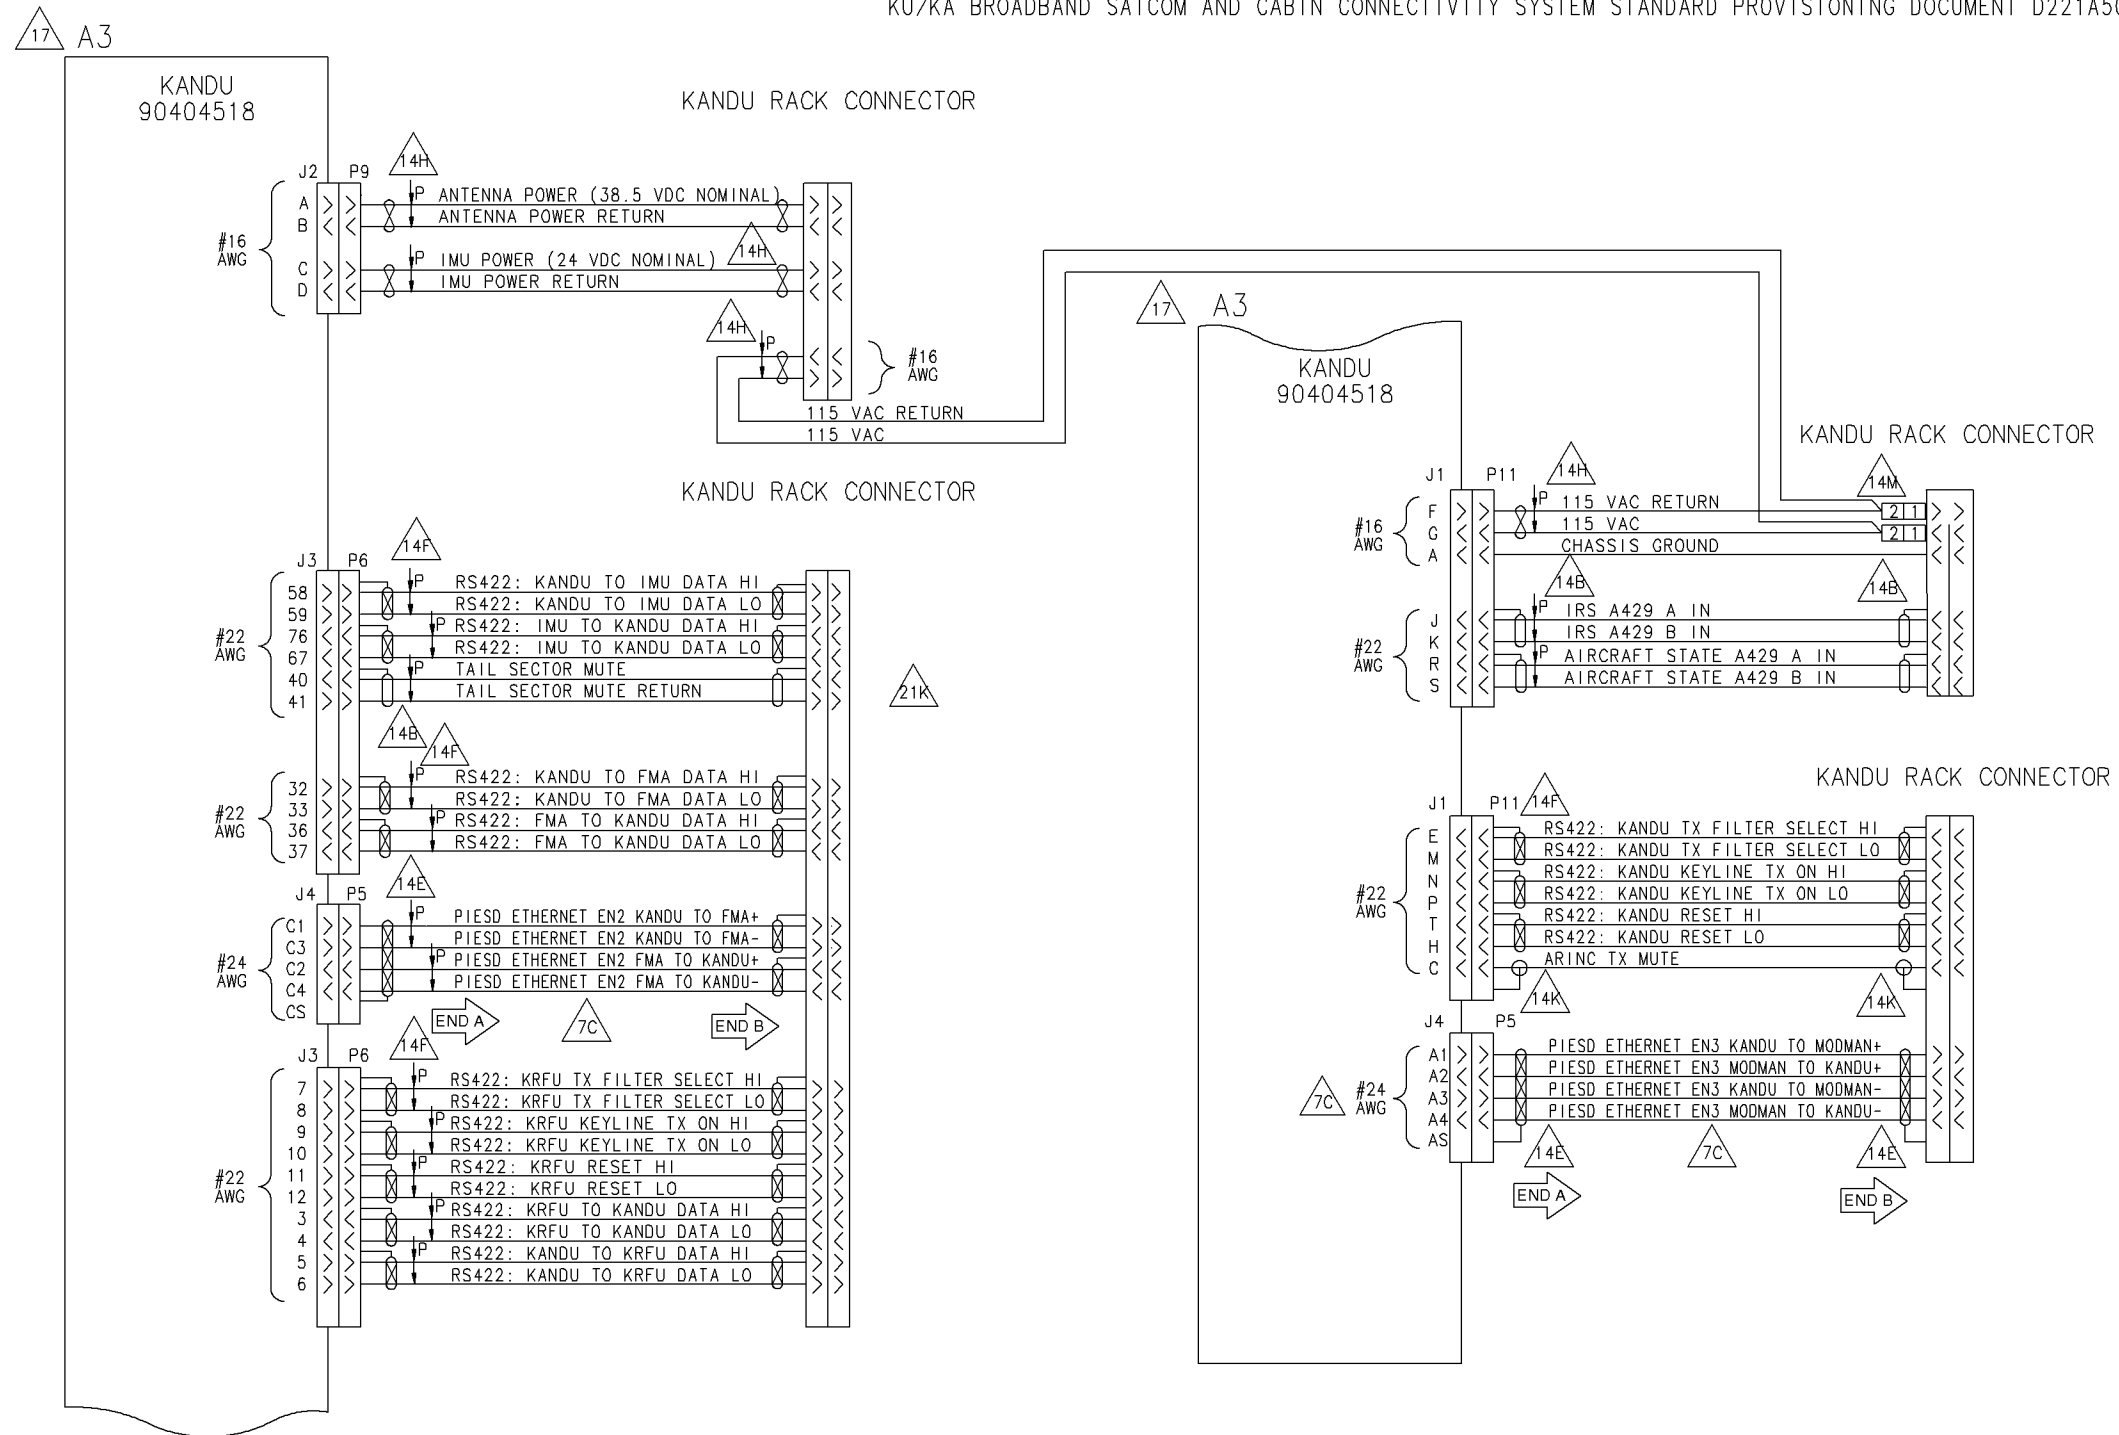 KU/KA BROADBAND SATCOM AND CABIN CONNECTIVITY SYSTEM STANDARD PROVISIONING DOCUMENT
17 A3
KANDU
90404518
KANDU RACK CONNECTOR
J2 P9 14H
A P ANTENNA POWER (38.5 VDC NOMINAL)
B ANTENNA POWER RETURN
#16
AWG
C P IMU POWER (24 VDC NOMINAL) 14H
D IMU POWER RETURN
14H
P
#16
AWG
115 VAC RETURN
115 VAC
KANDU RACK CONNECTOR
14F
J3 P6
58 P RS422: KANDU TO IMU DATA HI
59 RS422: KANDU TO IMU DATA LO
76 P RS422: IMU TO KANDU DATA HI
67 RS422: IMU TO KANDU DATA LO
40 P TAIL SECTOR MUTE
41 TAIL SECTOR MUTE RETURN
#22
AWG
21K
14B
14F
32 P RS422: KANDU TO FMA DATA HI
33 RS422: KANDU TO FMA DATA LO
36 P RS422: FMA TO KANDU DATA HI
37 RS422: FMA TO KANDU DATA LO
#22
AWG
J4 P5 14E
C1 P PIESD ETHERNET EN2 KANDU TO FMA+
C3 PIESD ETHERNET EN2 KANDU TO FMA-
C2 P PIESD ETHERNET EN2 FMA TO KANDU+
C4 PIESD ETHERNET EN2 FMA TO KANDU-
CS
#24
AWG
END A 7C END B
J3 P6 14F
7 P RS422: KRFU TX FILTER SELECT HI
8 RS422: KRFU TX FILTER SELECT LO
9 P RS422: KRFU KEYLINE TX ON HI
10 RS422: KRFU KEYLINE TX ON LO
11 P RS422: KRFU RESET HI
12 RS422: KRFU RESET LO
3 P RS422: KRFU TO KANDU DATA HI
4 RS422: KRFU TO KANDU DATA LO
5 P RS422: KANDU TO KRFU DATA HI
6 RS422: KANDU TO KRFU DATA LO
#22
AWG
17 A3
KANDU
90404518
KANDU RACK CONNECTOR
J1 P11 14H 14M
F P 115 VAC RETURN 2 1
G 115 VAC 2 1
A CHASSIS GROUND
#16
AWG
14B 14B
J P IRS A429 A IN
K IRS A429 B IN
R P AIRCRAFT STATE A429 A IN
S AIRCRAFT STATE A429 B IN
#22
AWG
KANDU RACK CONNECTOR
J1 P11 14F
E RS422: KANDU TX FILTER SELECT HI
M RS422: KANDU TX FILTER SELECT LO
N RS422: KANDU KEYLINE TX ON HI
P RS422: KANDU KEYLINE TX ON LO
T RS422: KANDU RESET HI
H RS422: KANDU RESET LO
C ARINC TX MUTE
#22
AWG
14K 14K
J4 P5
A1 PIESD ETHERNET EN3 KANDU TO MODMAN+
A2 PIESD ETHERNET EN3 MODMAN TO KANDU+
A3 PIESD ETHERNET EN3 KANDU TO MODMAN-
A4 PIESD ETHERNET EN3 MODMAN TO KANDU-
AS
7C #24
AWG
14E 7C 14E
END A END B